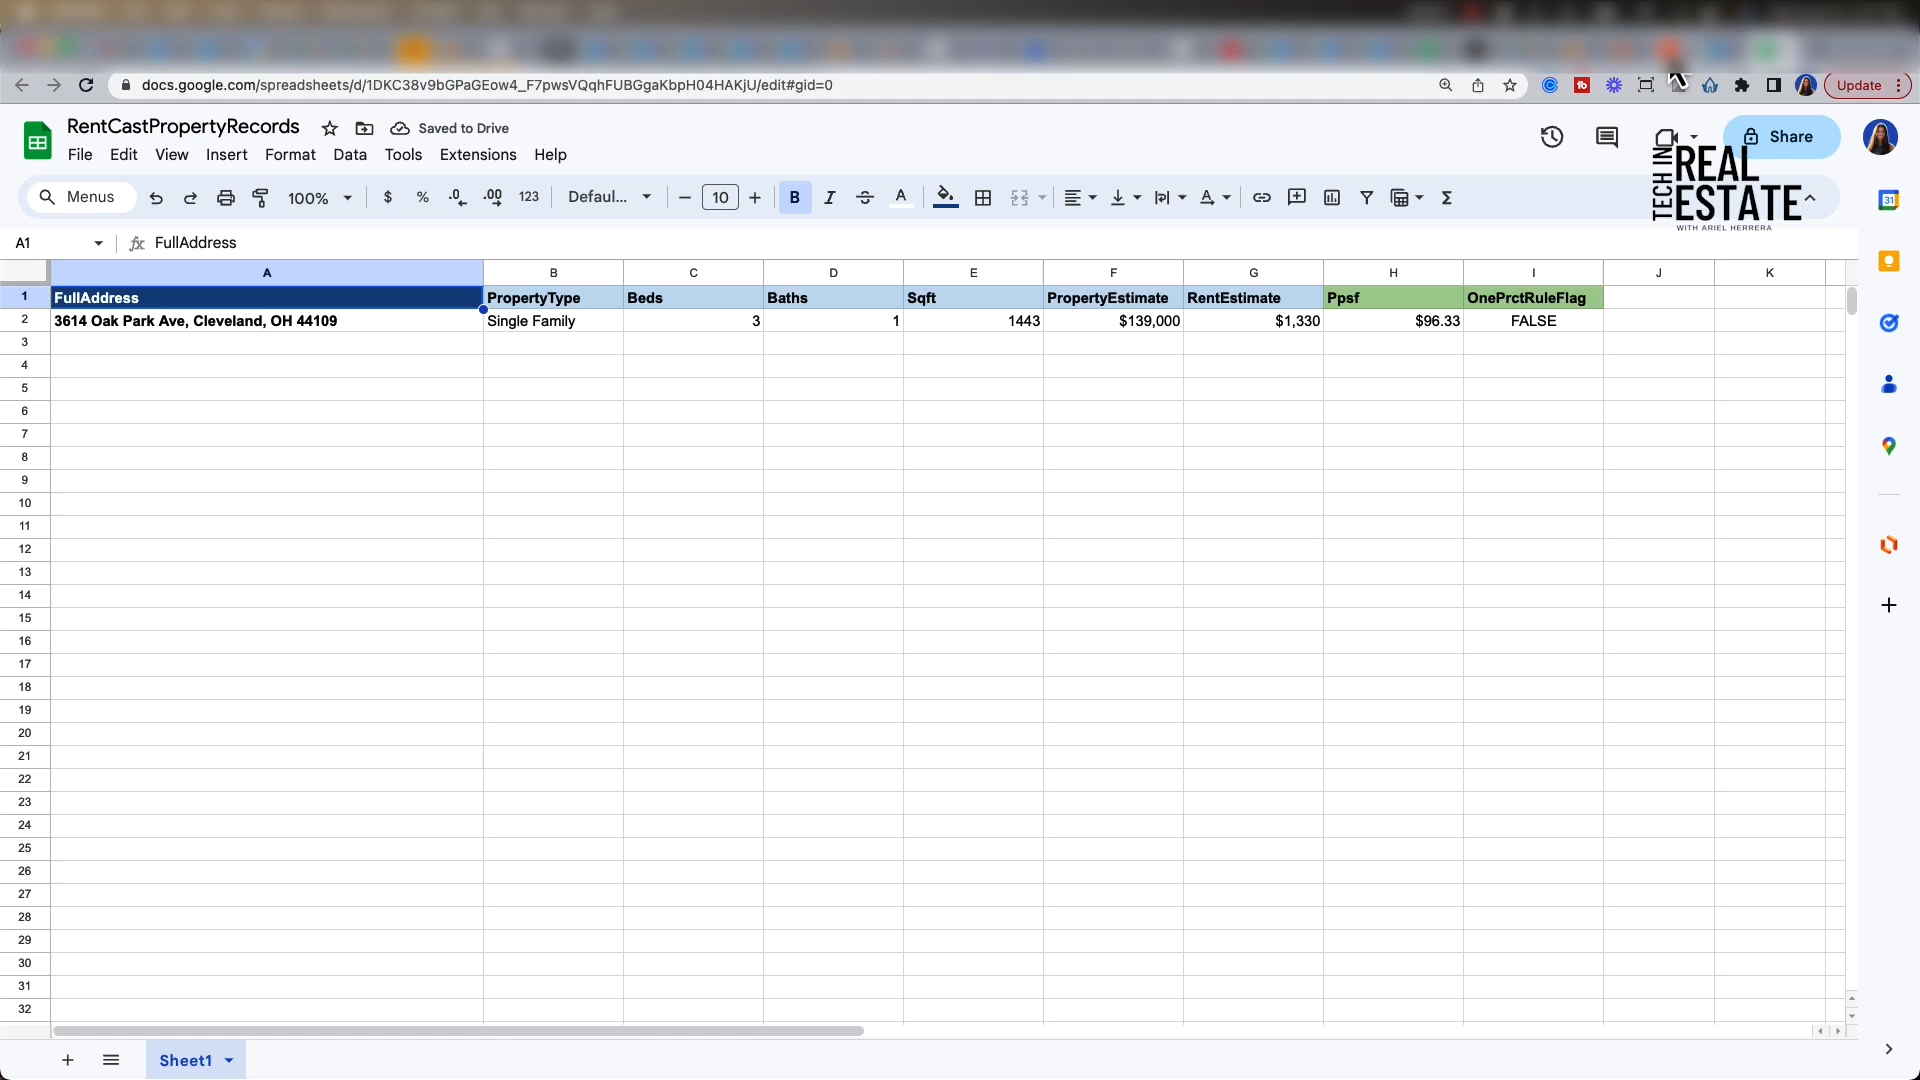 docs.google.com/spreadsheets/d/1DKC38v9bGPaGEow4_F7pwsVQqhFUBGgaKbpH04HAKjU/edit#gid=0
Update
RentCastPropertyRecords
Saved to Drive
File Edit View Insert Format Data Tools Extensions Help
Share
TECH IN
REAL
ESTATE
WITH ARIEL HERRERA
Menus 100% $ % .0 .00 123 Defaul... 10 B I A
A1 fx FullAddress
A B C D E F G H I J K
1 FullAddress PropertyType Beds Baths Sqft PropertyEstimate RentEstimate Ppsf OnePrctRuleFlag
2 3614 Oak Park Ave, Cleveland, OH 44109 Single Family 3 1 1443 $139,000 $1,330 $96.33 FALSE
3
4
5
6
7
8
9
10
11
12
13
14
15
16
17
18
19
20
21
22
23
24
25
26
27
28
29
30
31
32
Sheet1